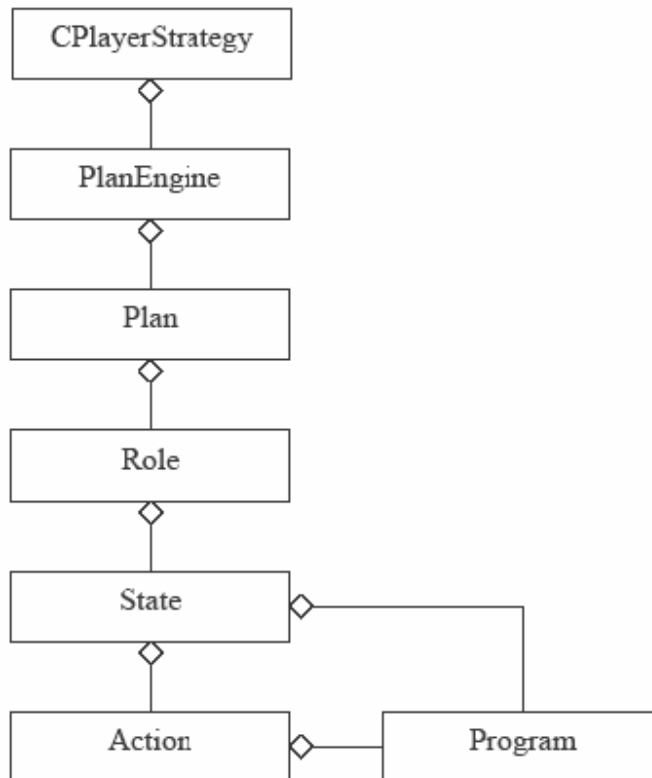 CPlayerStrategy
PlanEngine
Plan
Role
State
Action
Program